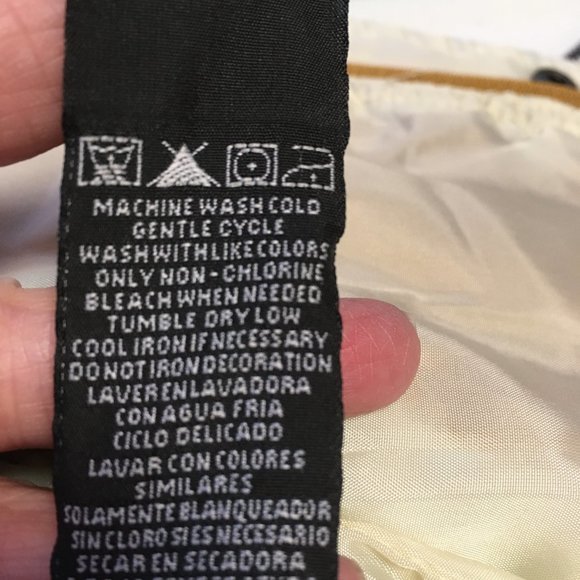 MACHINE WASH COLD
GENTLE CYCLE
WASH WITH LIKE COLORS
ONLY NON-CHLORINE
BLEACH WHEN NEEDED
TUMBLE DRY LOW
COOL IRON IF NECESSARY
DO NOT IRON DECORATION
LAVER EN LAVADORA
CON AGUA FRIA
CICLO DELICADO
LAVAR CON COLORES
SIMILARES
SOLAMENTE BLANQUEADOR
SIN CLORO SI ES NECESARIO
SECAR EN SECADORA